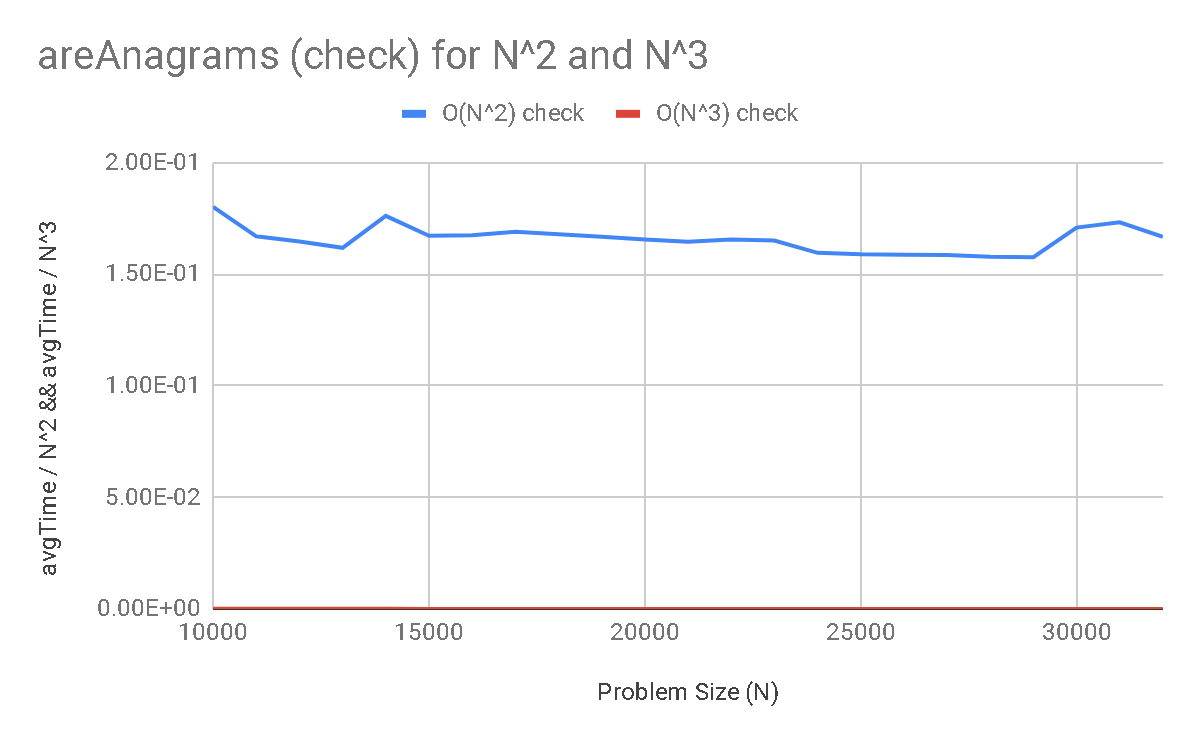 areAnagrams (check) for N^2 and N^3
O(N^2) check O(N^3) check
avgTime / N^2 && avgTime / N^3
2.00E-01
1.50E-01
1.00E-01
5.00E-02
0.00E+00
10000 15000 20000 25000 30000
Problem Size (N)